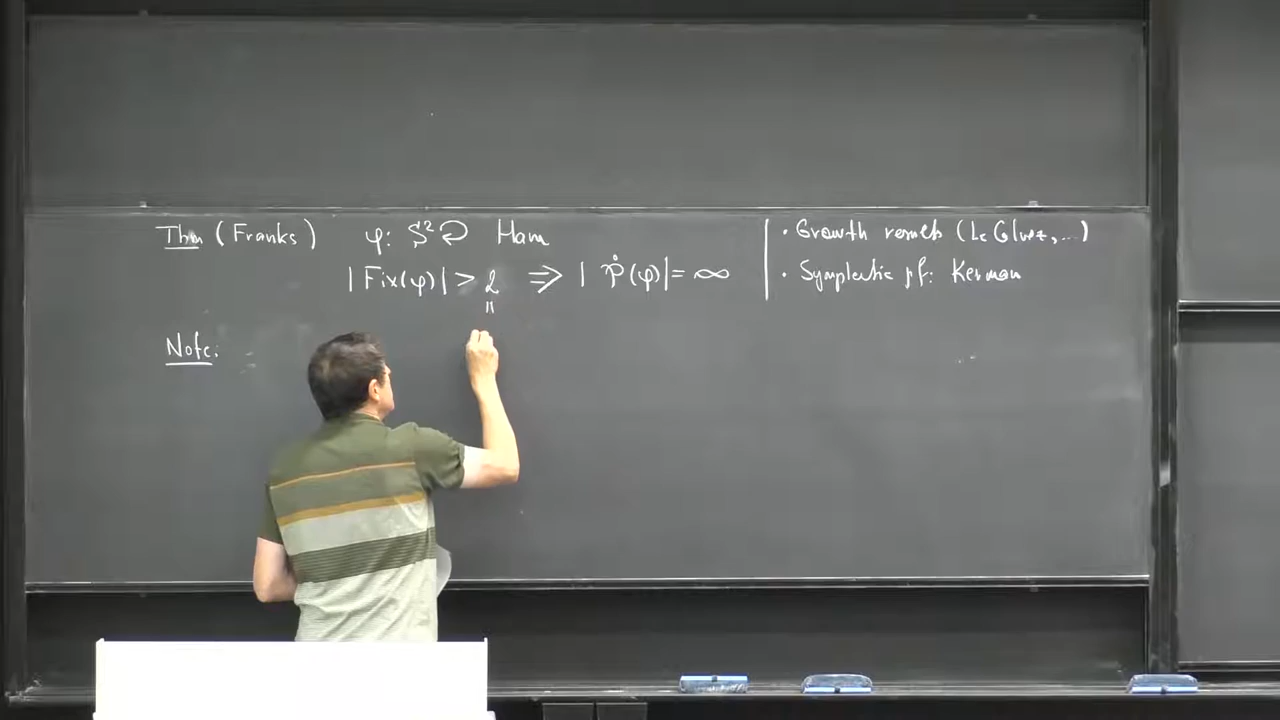 Thm (Franks) φ: S² ⟲ Ham
|Fix(φ)| > 2 ⇒ | 𝒫̊(φ)| = ∞
||
Note:
· Growth results (Le Calvez, ...)
· Symplectic pf: Kerman